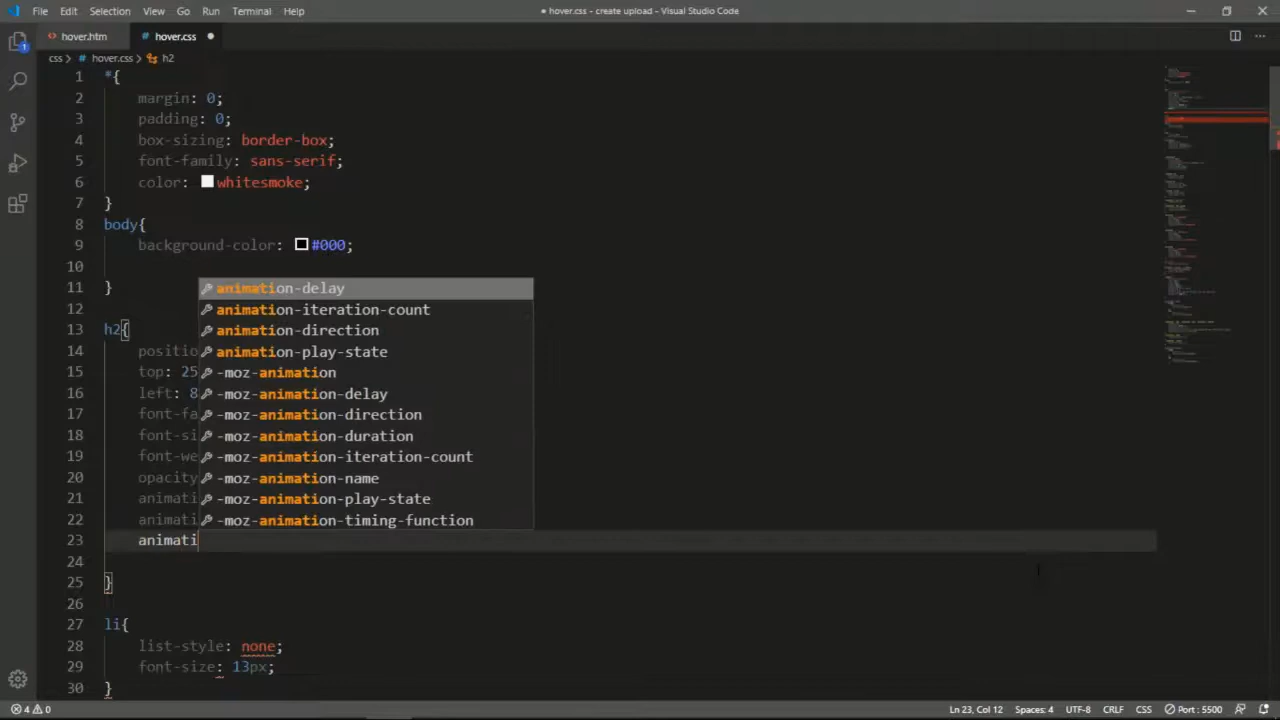 File Edit Selection View Go Run Terminal Help ● hover.css - create upload - Visual Studio Code
<> hover.htm # hover.css ●
css > # hover.css > h2
1 *{
2 margin: 0;
3 padding: 0;
4 box-sizing: border-box;
5 font-family: sans-serif;
6 color: whitesmoke;
7 }
8 body{
9 background-color: #000;
10
11 }
12
13 h2{
14 positio
15 top: 25
16 left: 8
17 font-fa
18 font-si
19 font-we
20 opacity
21 animati
22 animati
23 animati
24
25 }
26
27 li{
28 list-style: none;
29 font-size: 13px;
30 }
animation-delay
animation-iteration-count
animation-direction
animation-play-state
-moz-animation
-moz-animation-delay
-moz-animation-direction
-moz-animation-duration
-moz-animation-iteration-count
-moz-animation-name
-moz-animation-play-state
-moz-animation-timing-function
1
4 0 Ln 23, Col 12 Spaces: 4 UTF-8 CRLF CSS Port : 5500